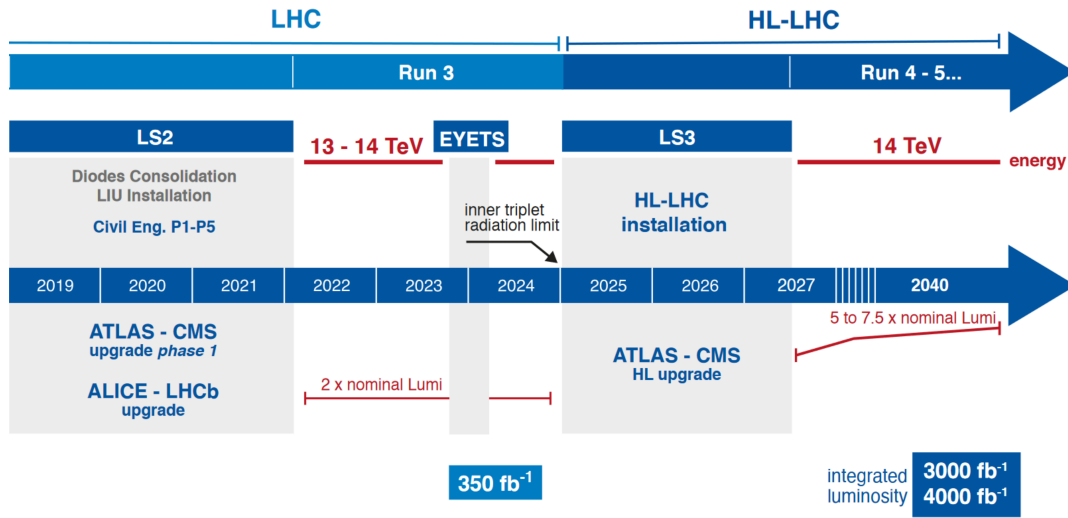 LHC
HL-LHC
Run 3
Run 4 - 5...
LS2
13 - 14 TeV
EYETS
LS3
14 TeV
energy
Diodes Consolidation
LIU Installation
Civil Eng. P1-P5
inner triplet
radiation limit
HL-LHC
installation
2019
2020
2021
2022
2023
2024
2025
2026
2027
2040
5 to 7.5 x nominal Lumi
ATLAS - CMS
upgrade phase 1
ALICE - LHCb
upgrade
2 x nominal Lumi
ATLAS - CMS
HL upgrade
350 fb⁻¹
integrated
luminosity
3000 fb⁻¹
4000 fb⁻¹